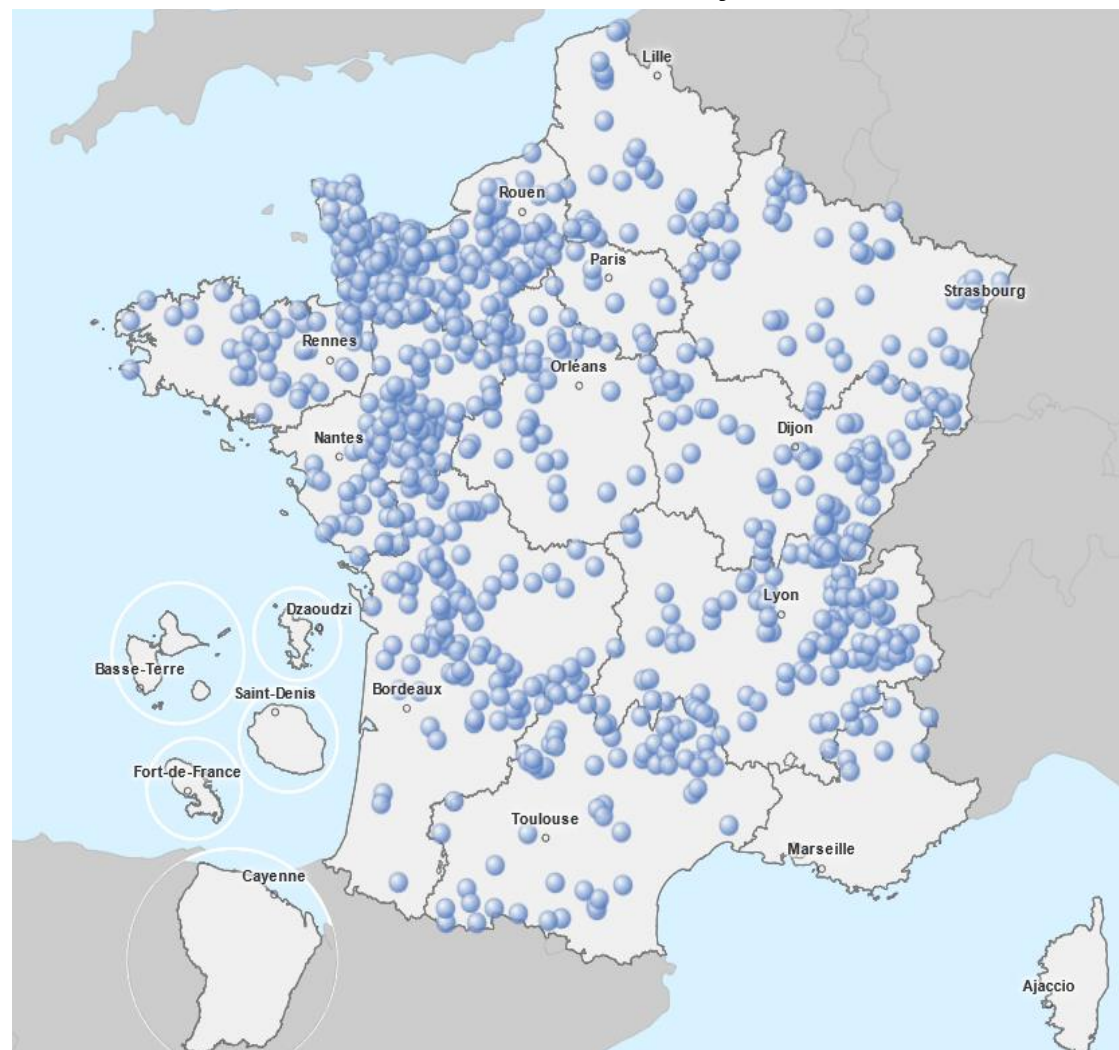 Lille
Rouen
Paris
Strasbourg
Rennes
Orléans
Nantes
Dijon
Lyon
Dzaoudzi
Basse-Terre
Saint-Denis
Bordeaux
Fort-de-France
Toulouse
Marseille
Cayenne
Ajaccio